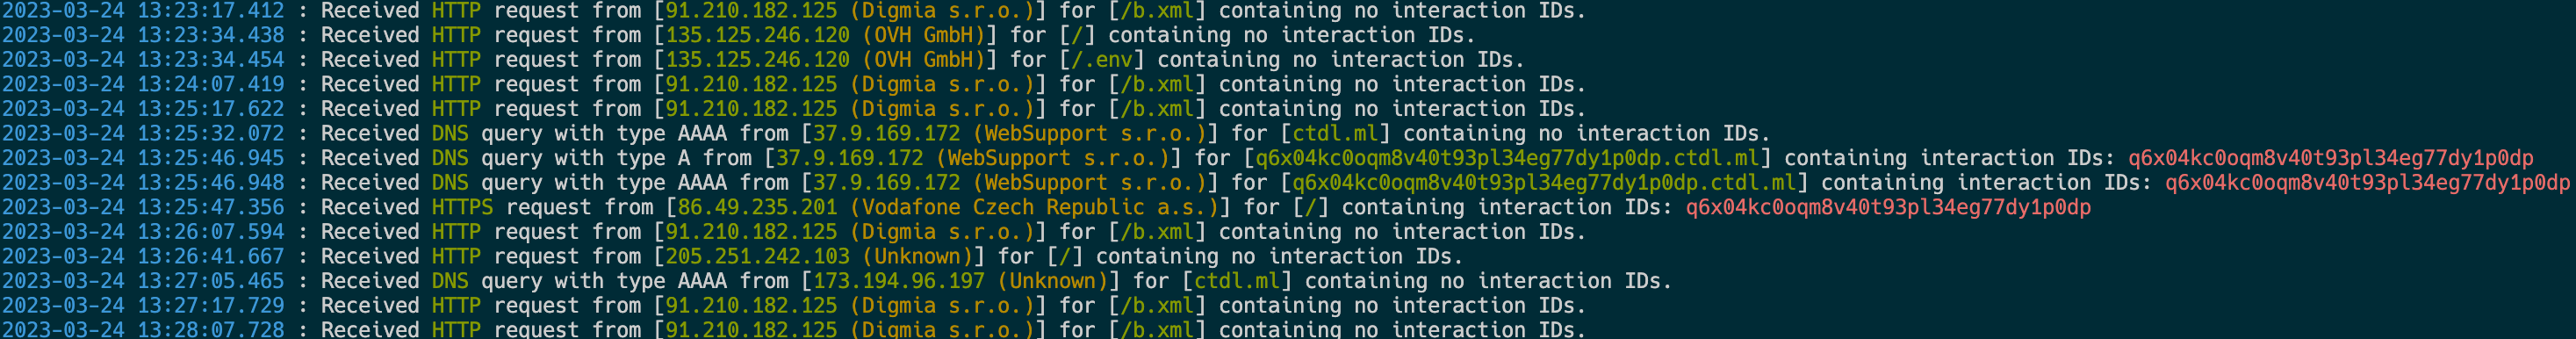 2023-03-24 13:23:17.412 : Received HTTP request from [91.210.182.125 (Digmia s.r.o.)] for [/b.xml] containing no interaction IDs.
2023-03-24 13:23:34.438 : Received HTTP request from [135.125.246.120 (OVH GmbH)] for [/] containing no interaction IDs.
2023-03-24 13:23:34.454 : Received HTTP request from [135.125.246.120 (OVH GmbH)] for [/.env] containing no interaction IDs.
2023-03-24 13:24:07.419 : Received HTTP request from [91.210.182.125 (Digmia s.r.o.)] for [/b.xml] containing no interaction IDs.
2023-03-24 13:25:17.622 : Received HTTP request from [91.210.182.125 (Digmia s.r.o.)] for [/b.xml] containing no interaction IDs.
2023-03-24 13:25:32.072 : Received DNS query with type AAAA from [37.9.169.172 (WebSupport s.r.o.)] for [ctdl.ml] containing no interaction IDs.
2023-03-24 13:25:46.945 : Received DNS query with type A from [37.9.169.172 (WebSupport s.r.o.)] for [q6x04kc0oqm8v40t93pl34eg77dy1p0dp.ctdl.ml] containing interaction IDs: q6x04kc0oqm8v40t93pl34eg77dy1p0dp
2023-03-24 13:25:46.948 : Received DNS query with type AAAA from [37.9.169.172 (WebSupport s.r.o.)] for [q6x04kc0oqm8v40t93pl34eg77dy1p0dp.ctdl.ml] containing interaction IDs: q6x04kc0oqm8v40t93pl34eg77dy1p0dp
2023-03-24 13:25:47.356 : Received HTTPS request from [86.49.235.201 (Vodafone Czech Republic a.s.)] for [/] containing interaction IDs: q6x04kc0oqm8v40t93pl34eg77dy1p0dp
2023-03-24 13:26:07.594 : Received HTTP request from [91.210.182.125 (Digmia s.r.o.)] for [/b.xml] containing no interaction IDs.
2023-03-24 13:26:41.667 : Received HTTP request from [205.251.242.103 (Unknown)] for [/] containing no interaction IDs.
2023-03-24 13:27:05.465 : Received DNS query with type AAAA from [173.194.96.197 (Unknown)] for [ctdl.ml] containing no interaction IDs.
2023-03-24 13:27:17.729 : Received HTTP request from [91.210.182.125 (Digmia s.r.o.)] for [/b.xml] containing no interaction IDs.
2023-03-24 13:28:07.728 : Received HTTP request from [91.210.182.125 (Digmia s.r.o.)] for [/b.xml] containing no interaction IDs.